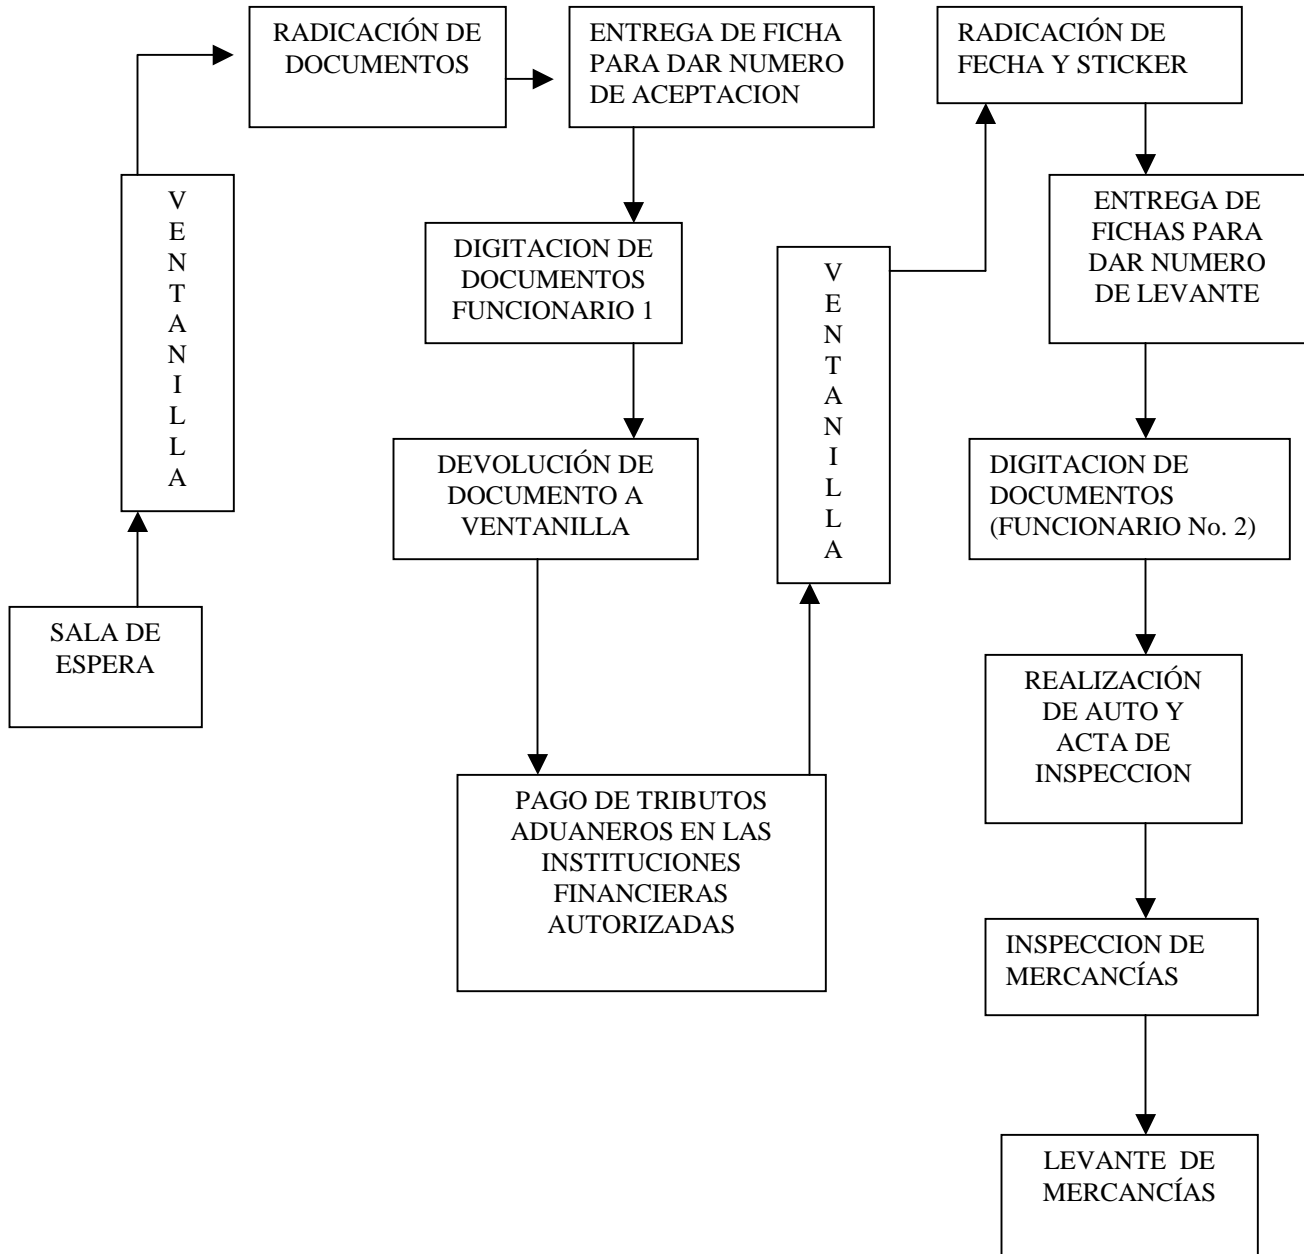 RADICACIÓN DE
DOCUMENTOS
ENTREGA DE FICHA
PARA DAR NUMERO
DE ACEPTACION
RADICACIÓN DE
FECHA Y STICKER
V
E
N
T
A
N
I
L
L
A
ENTREGA DE
FICHAS PARA
DAR NUMERO
DE LEVANTE
DIGITACION DE
DOCUMENTOS
FUNCIONARIO 1
V
E
N
T
A
N
I
L
L
A
DEVOLUCIÓN DE
DOCUMENTO A
VENTANILLA
DIGITACION DE
DOCUMENTOS
(FUNCIONARIO No. 2)
SALA DE
ESPERA
REALIZACIÓN
DE AUTO Y
ACTA DE
INSPECCION
PAGO DE TRIBUTOS
ADUANEROS EN LAS
INSTITUCIONES
FINANCIERAS
AUTORIZADAS
INSPECCION DE
MERCANCÍAS
LEVANTE DE
MERCANCÍAS